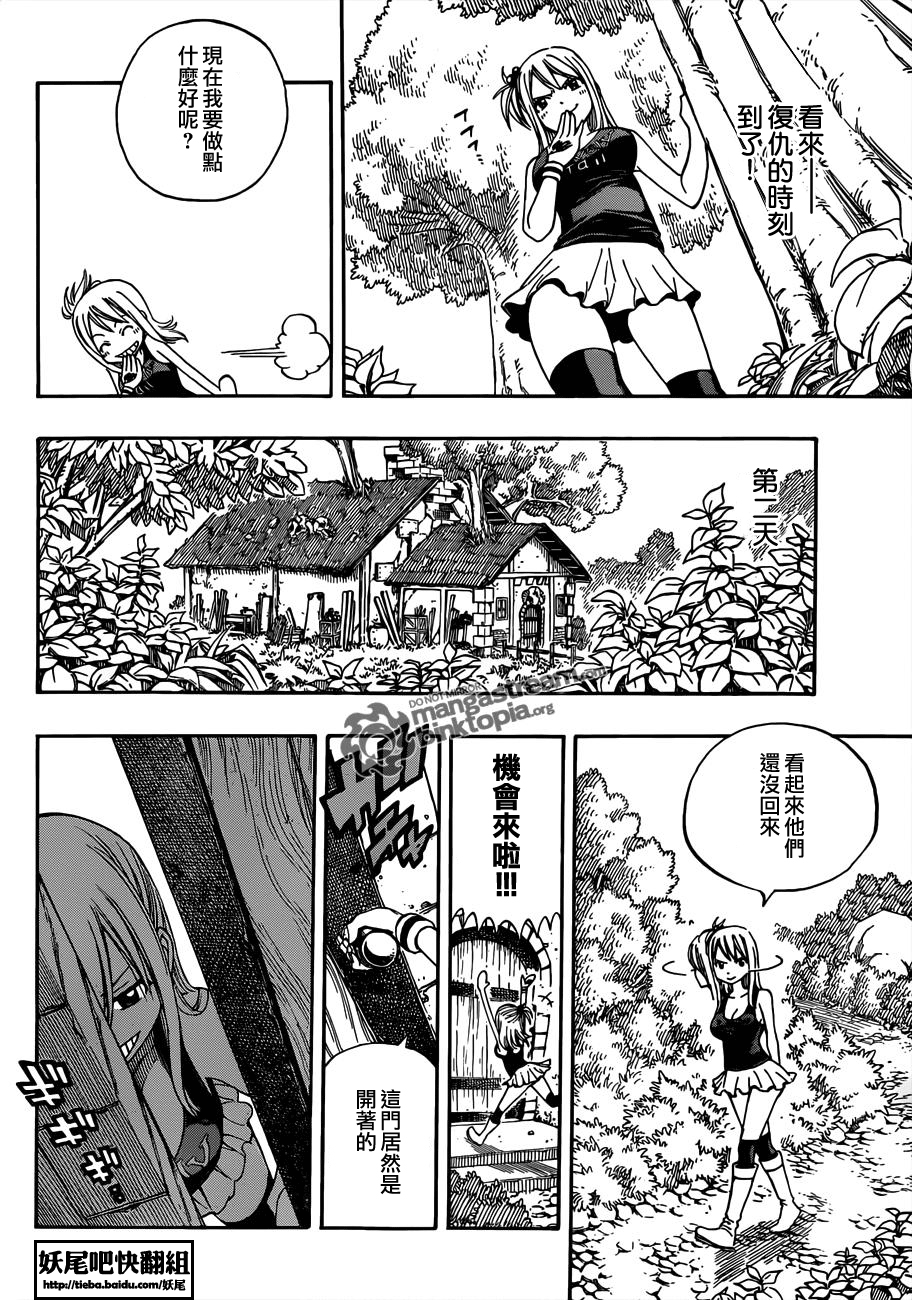 看來——
復仇的時刻
到了！
現在我要做點
什麼好呢？
フフフ
第二天
DO NOT MIRROR
mangastream.com
binktopia.org
看起來他們
還沒回來
機會來啦!!!
這門居然是
開著的
妖尾吧快翻組
http://tieba.baidu.com/妖尾